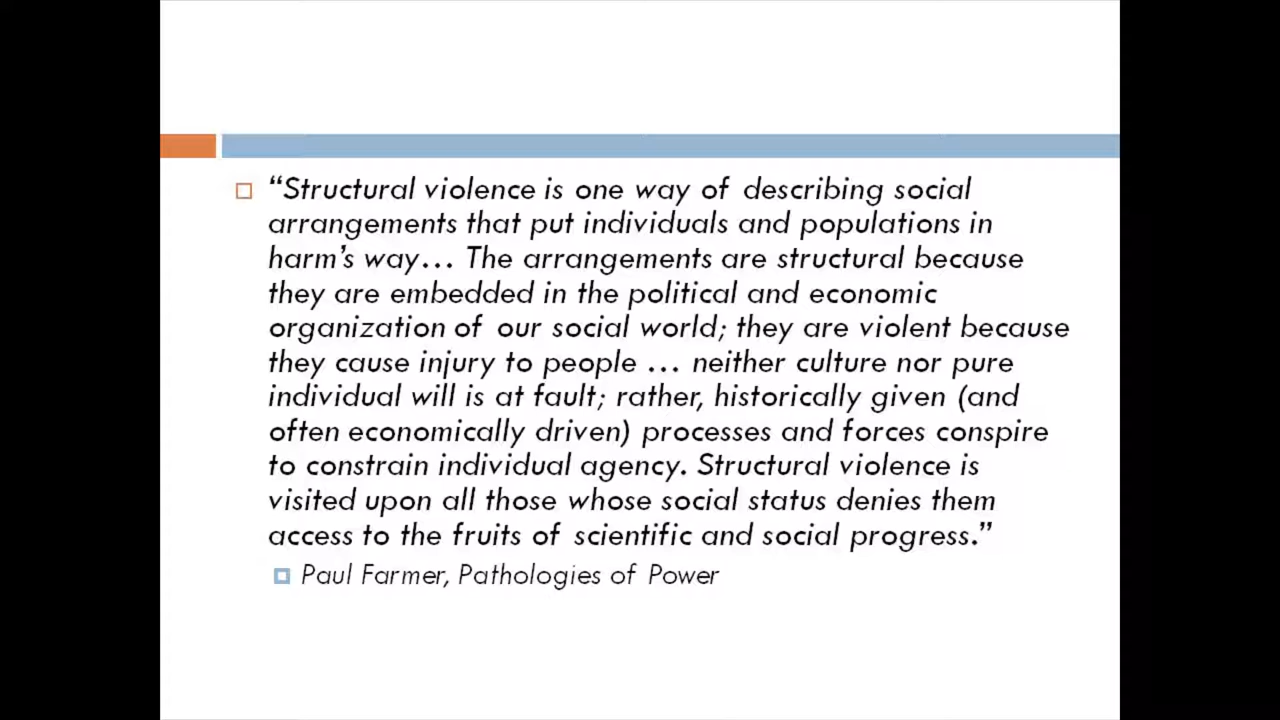 “Structural violence is one way of describing social
arrangements that put individuals and populations in
harm’s way… The arrangements are structural because
they are embedded in the political and economic
organization of our social world; they are violent because
they cause injury to people … neither culture nor pure
individual will is at fault; rather, historically given (and
often economically driven) processes and forces conspire
to constrain individual agency. Structural violence is
visited upon all those whose social status denies them
access to the fruits of scientific and social progress.”
Paul Farmer, Pathologies of Power